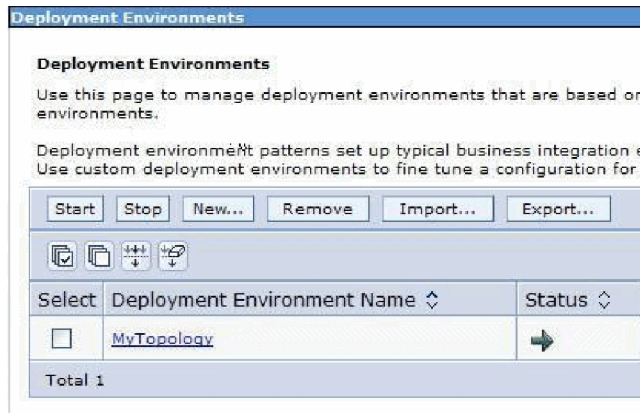 Deployment Environments
Deployment Environments
Use this page to manage deployment environments that are based on
environments.
Deployment environment patterns set up typical business integration e
Use custom deployment environments to fine tune a configuration for
Start Stop New... Remove Import... Export...
Select Deployment Environment Name Status
MyTopology
Total 1